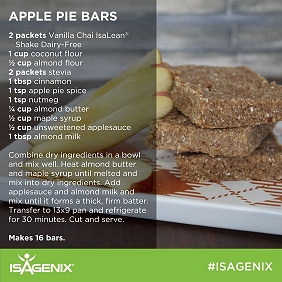 APPLE PIE BARS
2 packets Vanilla Chai IsaLean®
Shake Dairy-Free
1 cup coconut flour
½ cup almond flour
2 packets stevia
1 tbsp cinnamon
1 tsp apple pie spice
1 tsp nutmeg
¼ cup almond butter
½ cup maple syrup
½ cup unsweetened applesauce
1 tbsp almond milk
Combine dry ingredients in a bowl
and mix well. Heat almond butter
and maple syrup until melted and
mix into dry ingredients. Add
applesauce and almond milk and
mix until it forms a thick, firm batter.
Transfer to 13x9 pan and refrigerate
for 30 minutes. Cut and serve.
Makes 16 bars.
ISAGENIX® #ISAGENIX